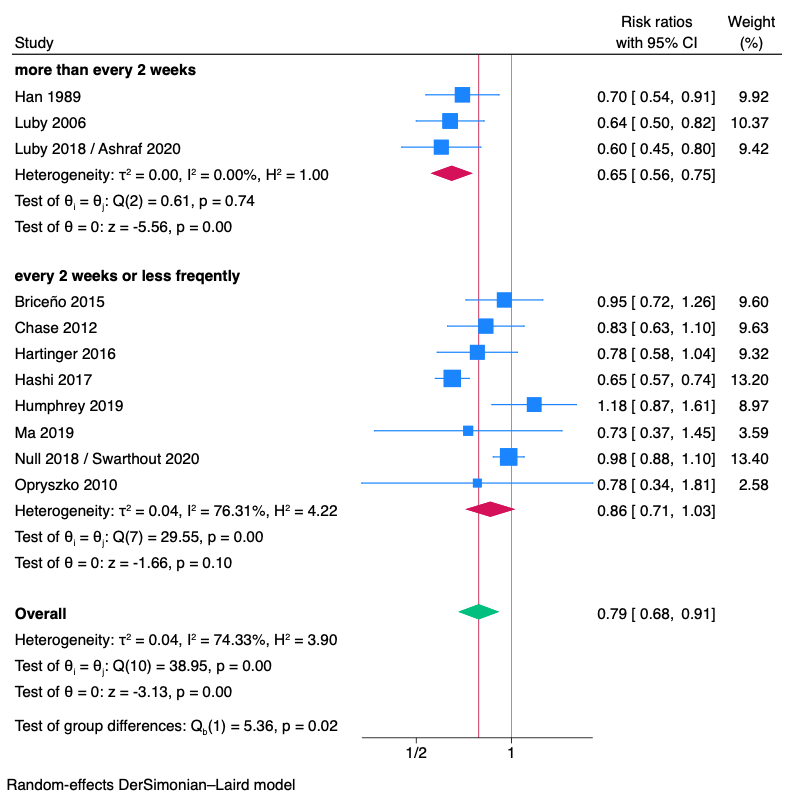 Risk ratios Weight
Study with 95% CI (%)
more than every 2 weeks
Han 1989 0.70 [ 0.54, 0.91] 9.92
Luby 2006 0.64 [ 0.50, 0.82] 10.37
Luby 2018 / Ashraf 2020 0.60 [ 0.45, 0.80] 9.42
Heterogeneity: τ² = 0.00, I² = 0.00%, H² = 1.00 0.65 [ 0.56, 0.75]
Test of θᵢ = θⱼ: Q(2) = 0.61, p = 0.74
Test of θ = 0: z = -5.56, p = 0.00
every 2 weeks or less freqently
Briceño 2015 0.95 [ 0.72, 1.26] 9.60
Chase 2012 0.83 [ 0.63, 1.10] 9.63
Hartinger 2016 0.78 [ 0.58, 1.04] 9.32
Hashi 2017 0.65 [ 0.57, 0.74] 13.20
Humphrey 2019 1.18 [ 0.87, 1.61] 8.97
Ma 2019 0.73 [ 0.37, 1.45] 3.59
Null 2018 / Swarthout 2020 0.98 [ 0.88, 1.10] 13.40
Opryszko 2010 0.78 [ 0.34, 1.81] 2.58
Heterogeneity: τ² = 0.04, I² = 76.31%, H² = 4.22 0.86 [ 0.71, 1.03]
Test of θᵢ = θⱼ: Q(7) = 29.55, p = 0.00
Test of θ = 0: z = -1.66, p = 0.10
Overall 0.79 [ 0.68, 0.91]
Heterogeneity: τ² = 0.04, I² = 74.33%, H² = 3.90
Test of θᵢ = θⱼ: Q(10) = 38.95, p = 0.00
Test of θ = 0: z = -3.13, p = 0.00
Test of group differences: Q_b(1) = 5.36, p = 0.02
1/2 1
Random-effects DerSimonian–Laird model